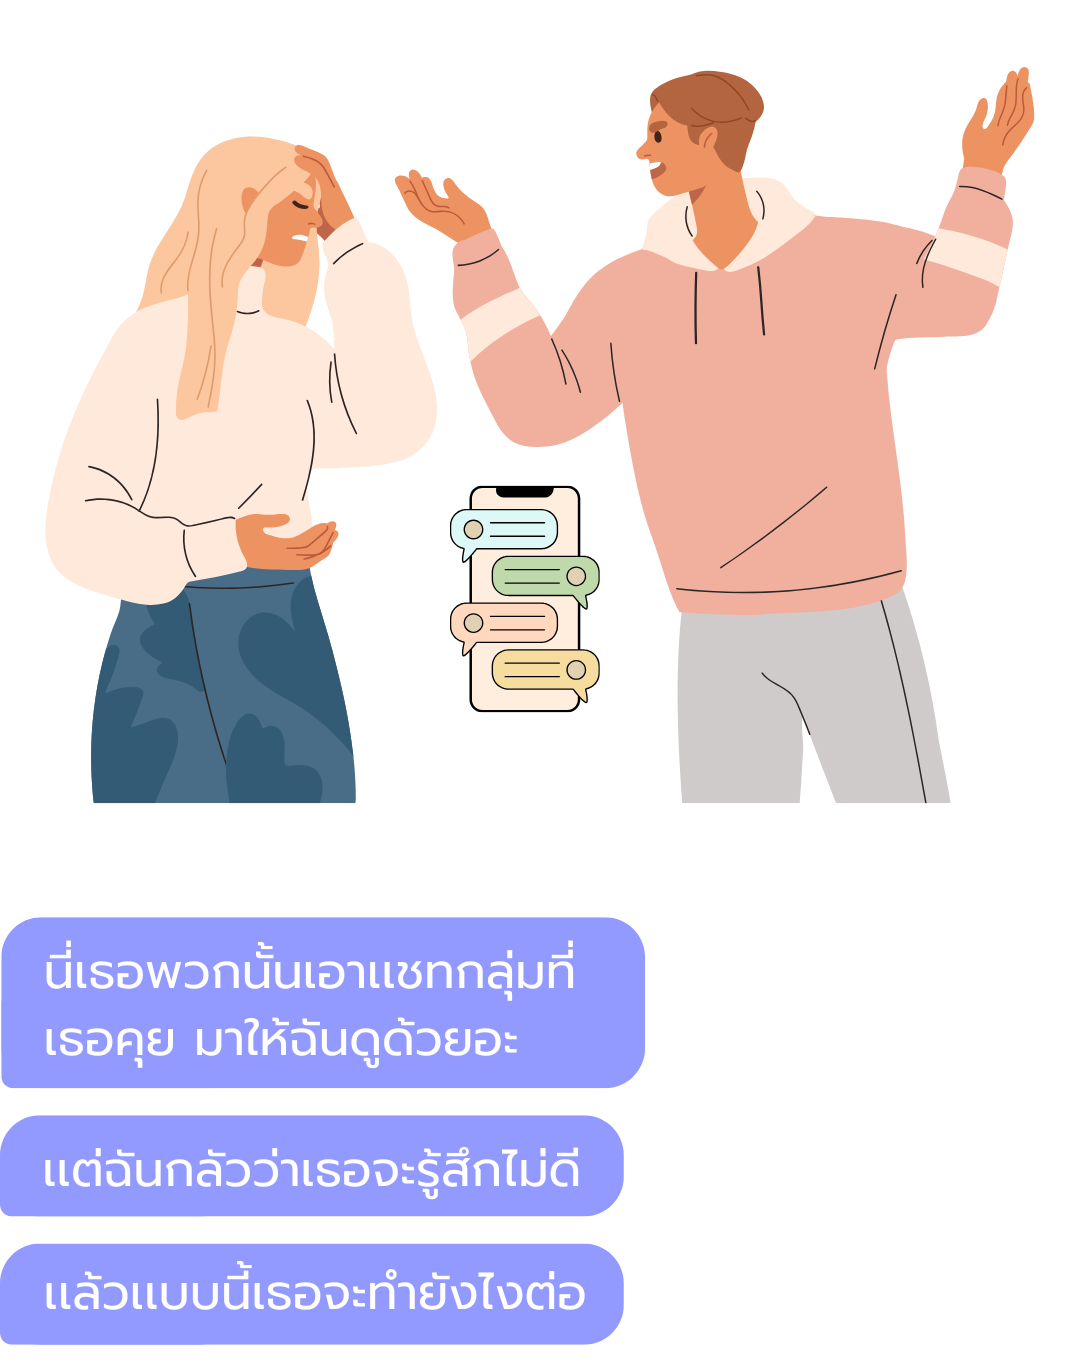 นี่เธอพวกนั้นเอาแชทกลุ่มที่
เธอคุย มาให้ฉันดูด้วยอะ
แต่ฉันกลัวว่าเธอจะรู้สึกไม่ดี
แล้วแบบนี้เธอจะทำยังไงต่อ